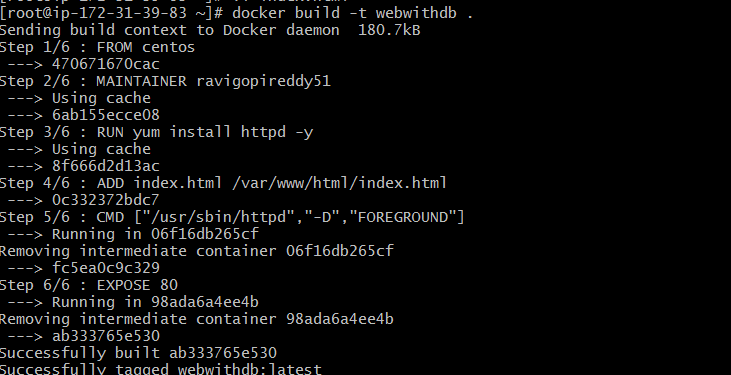 [root@ip-172-31-39-83 ~]# docker build -t webwithdb .
Sending build context to Docker daemon  180.7kB
Step 1/6 : FROM centos
 ---> 470671670cac
Step 2/6 : MAINTAINER ravigopireddy51
 ---> Using cache
 ---> 6ab155ecce08
Step 3/6 : RUN yum install httpd -y
 ---> Using cache
 ---> 8f666d2d13ac
Step 4/6 : ADD index.html /var/www/html/index.html
 ---> 0c332372bdc7
Step 5/6 : CMD ["/usr/sbin/httpd","-D","FOREGROUND"]
 ---> Running in 06f16db265cf
Removing intermediate container 06f16db265cf
 ---> fc5ea0c9c329
Step 6/6 : EXPOSE 80
 ---> Running in 98ada6a4ee4b
Removing intermediate container 98ada6a4ee4b
 ---> ab333765e530
Successfully built ab333765e530
Successfully tagged webwithdb:latest